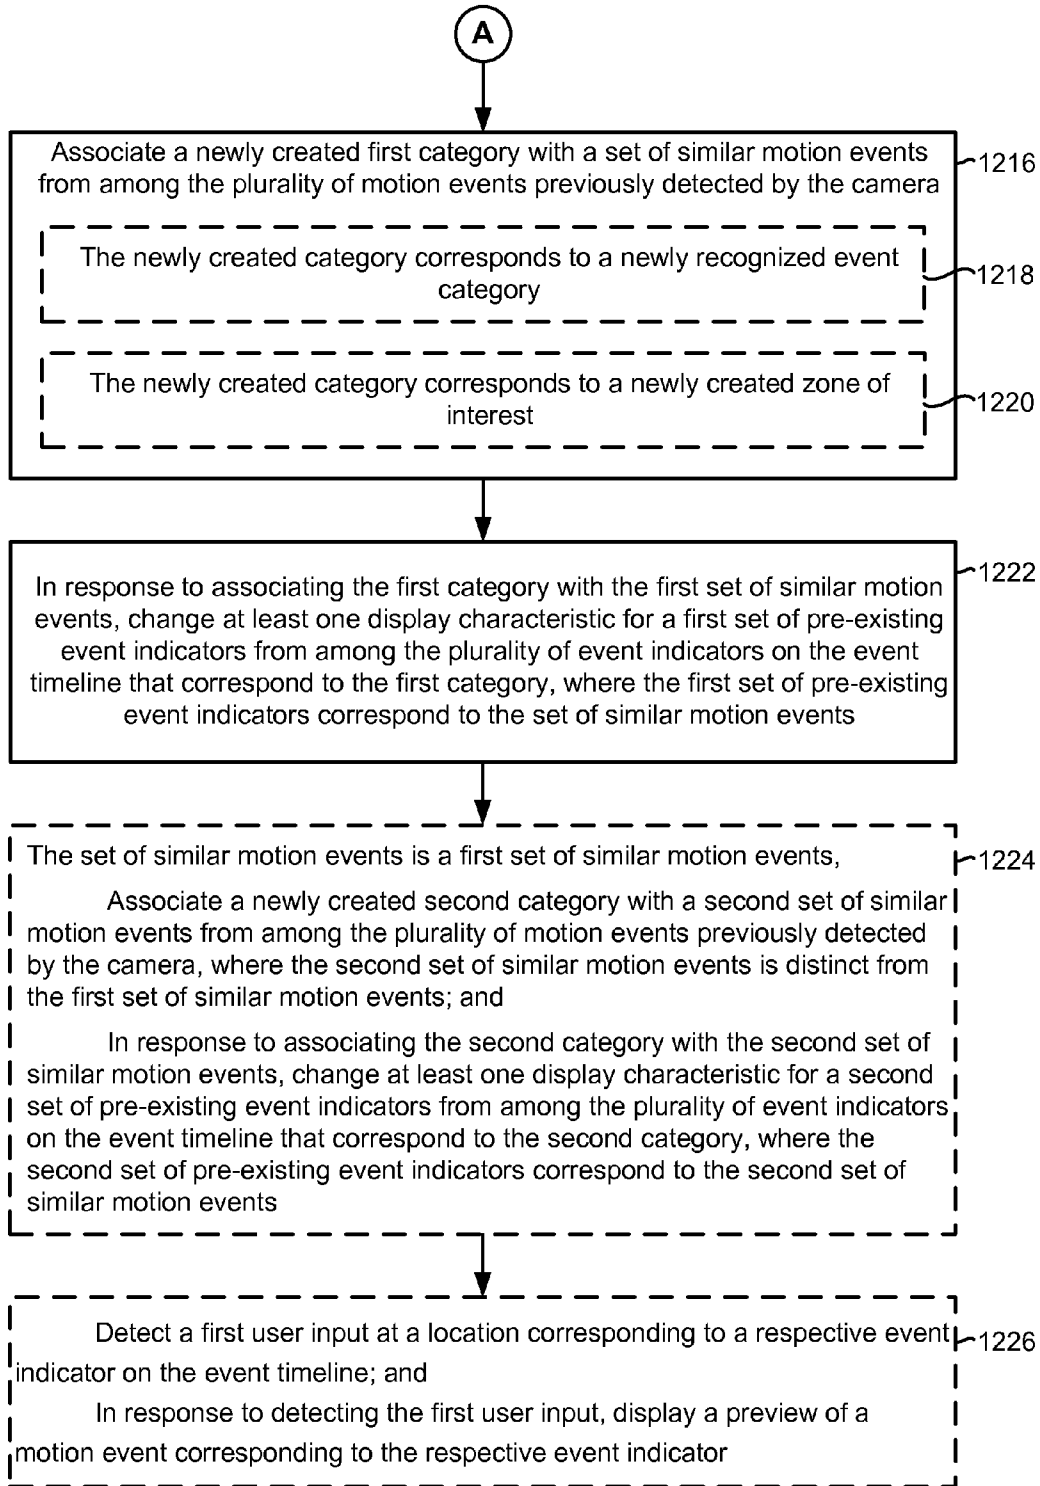 A
Associate a newly created first category with a set of similar motion events
from among the plurality of motion events previously detected by the camera
1216
The newly created category corresponds to a newly recognized event
category
1218
The newly created category corresponds to a newly created zone of
interest
1220
In response to associating the first category with the first set of similar motion
events, change at least one display characteristic for a first set of pre-existing
event indicators from among the plurality of event indicators on the event
timeline that correspond to the first category, where the first set of pre-existing
event indicators correspond to the set of similar motion events
1222
The set of similar motion events is a first set of similar motion events,
Associate a newly created second category with a second set of similar
motion events from among the plurality of motion events previously detected
by the camera, where the second set of similar motion events is distinct from
the first set of similar motion events; and
In response to associating the second category with the second set of
similar motion events, change at least one display characteristic for a second
set of pre-existing event indicators from among the plurality of event indicators
on the event timeline that correspond to the second category, where the
second set of pre-existing event indicators correspond to the second set of
similar motion events
1224
Detect a first user input at a location corresponding to a respective event
indicator on the event timeline; and
In response to detecting the first user input, display a preview of a
motion event corresponding to the respective event indicator
1226